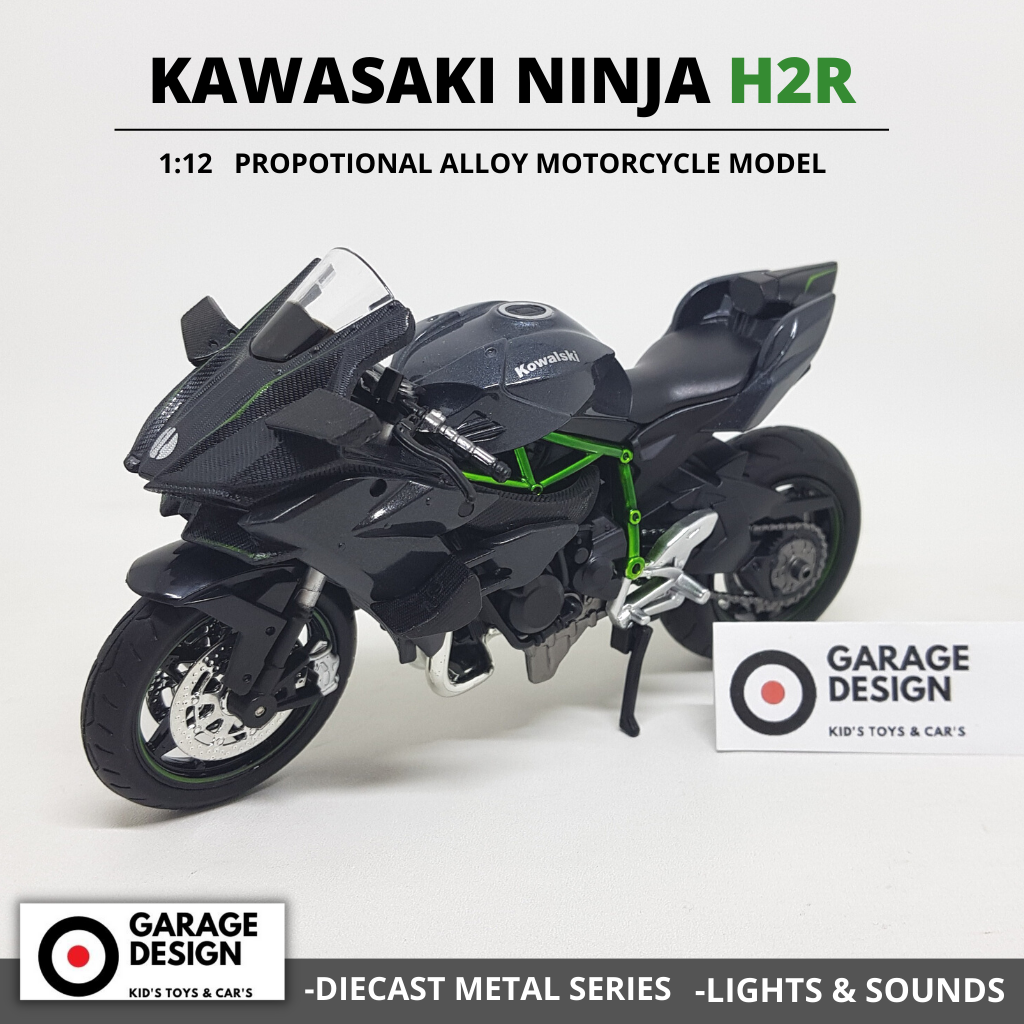 KAWASAKI NINJA H2R
1:12 PROPOTIONAL ALLOY MOTORCYCLE MODEL
Kowalski
GARAGE
DESIGN
KID'S TOYS & CAR'S
GARAGE
DESIGN
KID'S TOYS & CAR'S
-DIECAST METAL SERIES -LIGHTS & SOUNDS